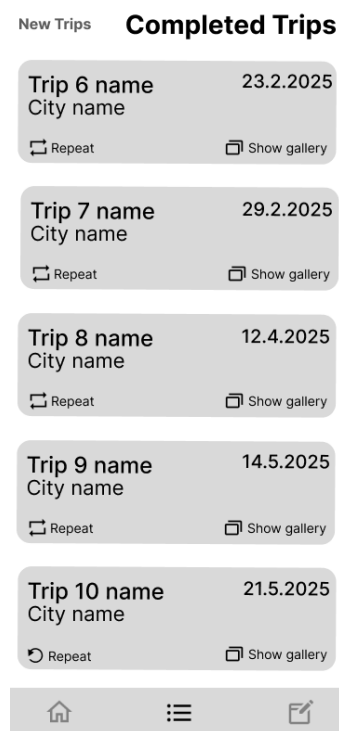 New Trips Completed Trips
Trip 6 name 23.2.2025
City name
Repeat Show gallery
Trip 7 name 29.2.2025
City name
Repeat Show gallery
Trip 8 name 12.4.2025
City name
Repeat Show gallery
Trip 9 name 14.5.2025
City name
Repeat Show gallery
Trip 10 name 21.5.2025
City name
Repeat Show gallery